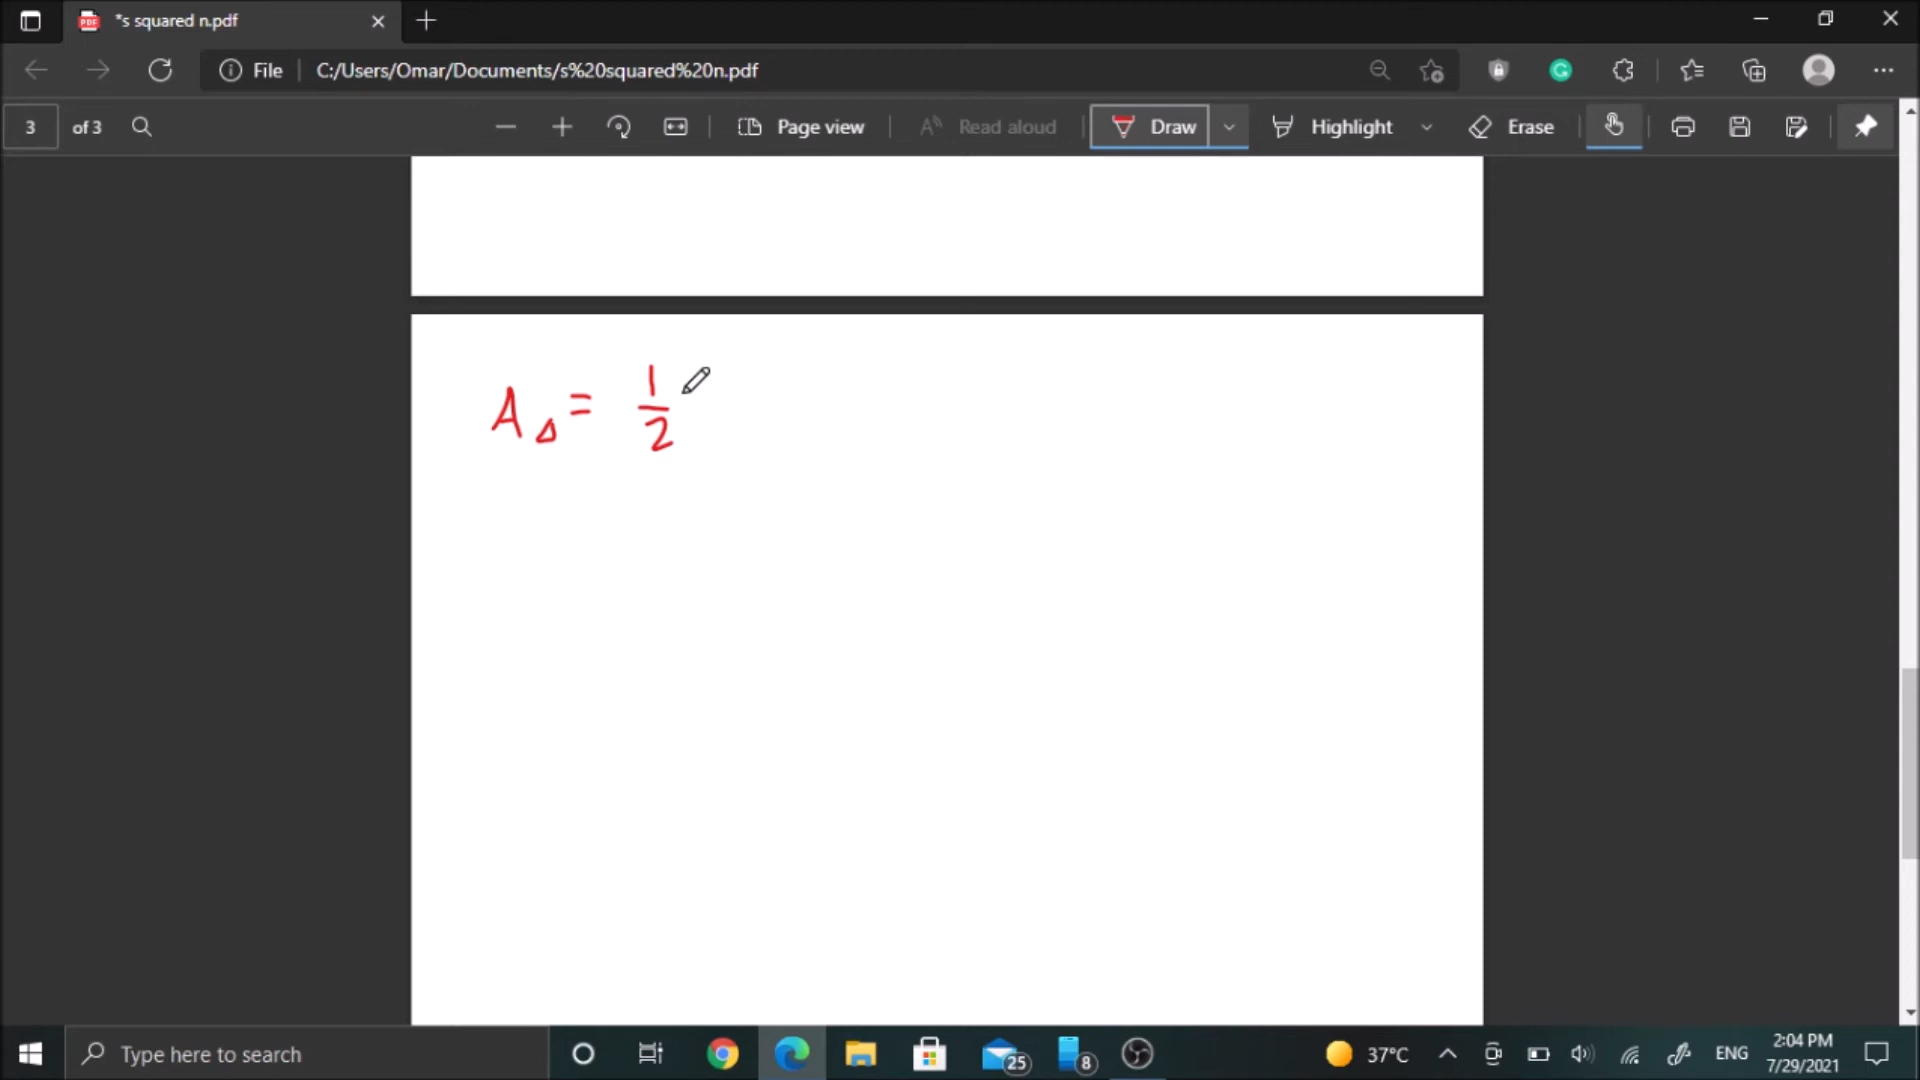 *s squared n.pdf
File C:/Users/Omar/Documents/s%20squared%20n.pdf
3 of 3 Page view Read aloud Draw Highlight Erase
A△ = 1/2
Type here to search 25 8 37°C ENG 2:04 PM
7/29/2021